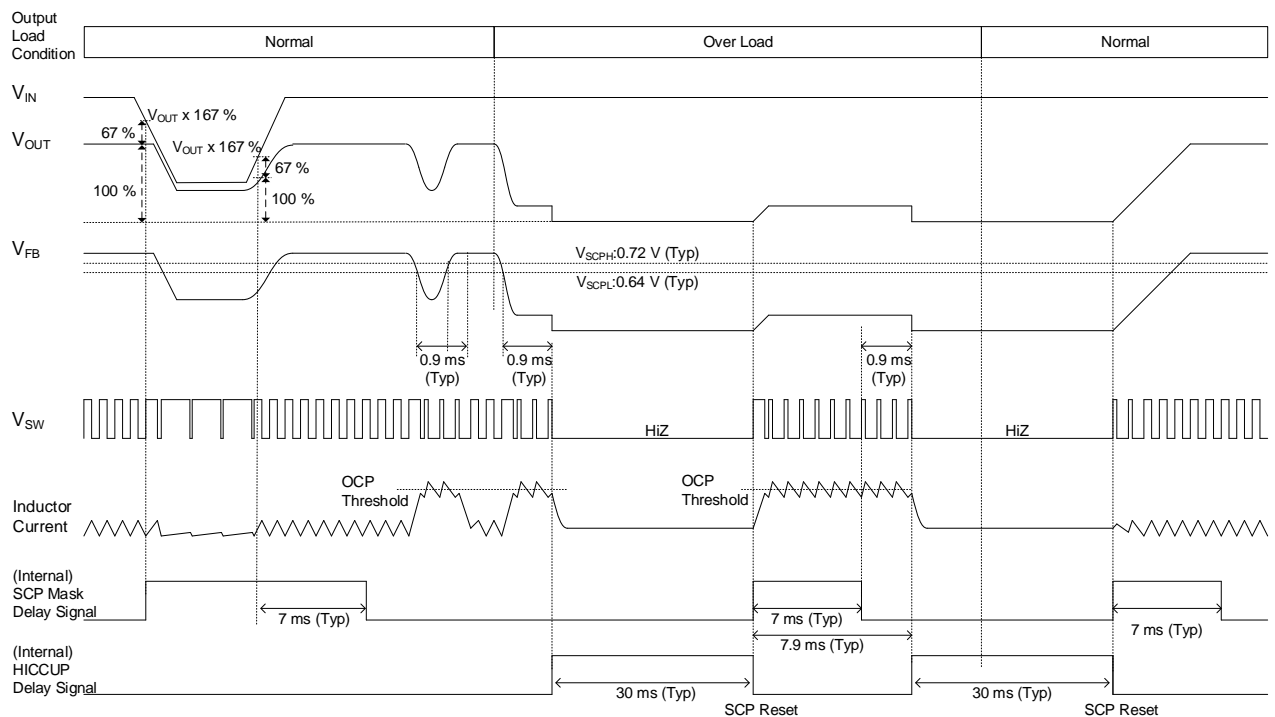 Output
Load
Condition
Normal
Over Load
Normal
VIN
VOUT x 167 %
67 %
VOUT
VOUT x 167 %
67 %
100 %
100 %
VFB
VSCPH:0.72 V (Typ)
VSCPL:0.64 V (Typ)
0.9 ms
(Typ)
0.9 ms
(Typ)
0.9 ms
(Typ)
VSW
HiZ
HiZ
OCP
Threshold
OCP
Threshold
Inductor
Current
(Internal)
SCP Mask
Delay Signal
7 ms (Typ)
7 ms (Typ)
7 ms (Typ)
7.9 ms (Typ)
(Internal)
HICCUP
Delay Signal
30 ms (Typ)
30 ms (Typ)
SCP Reset
SCP Reset